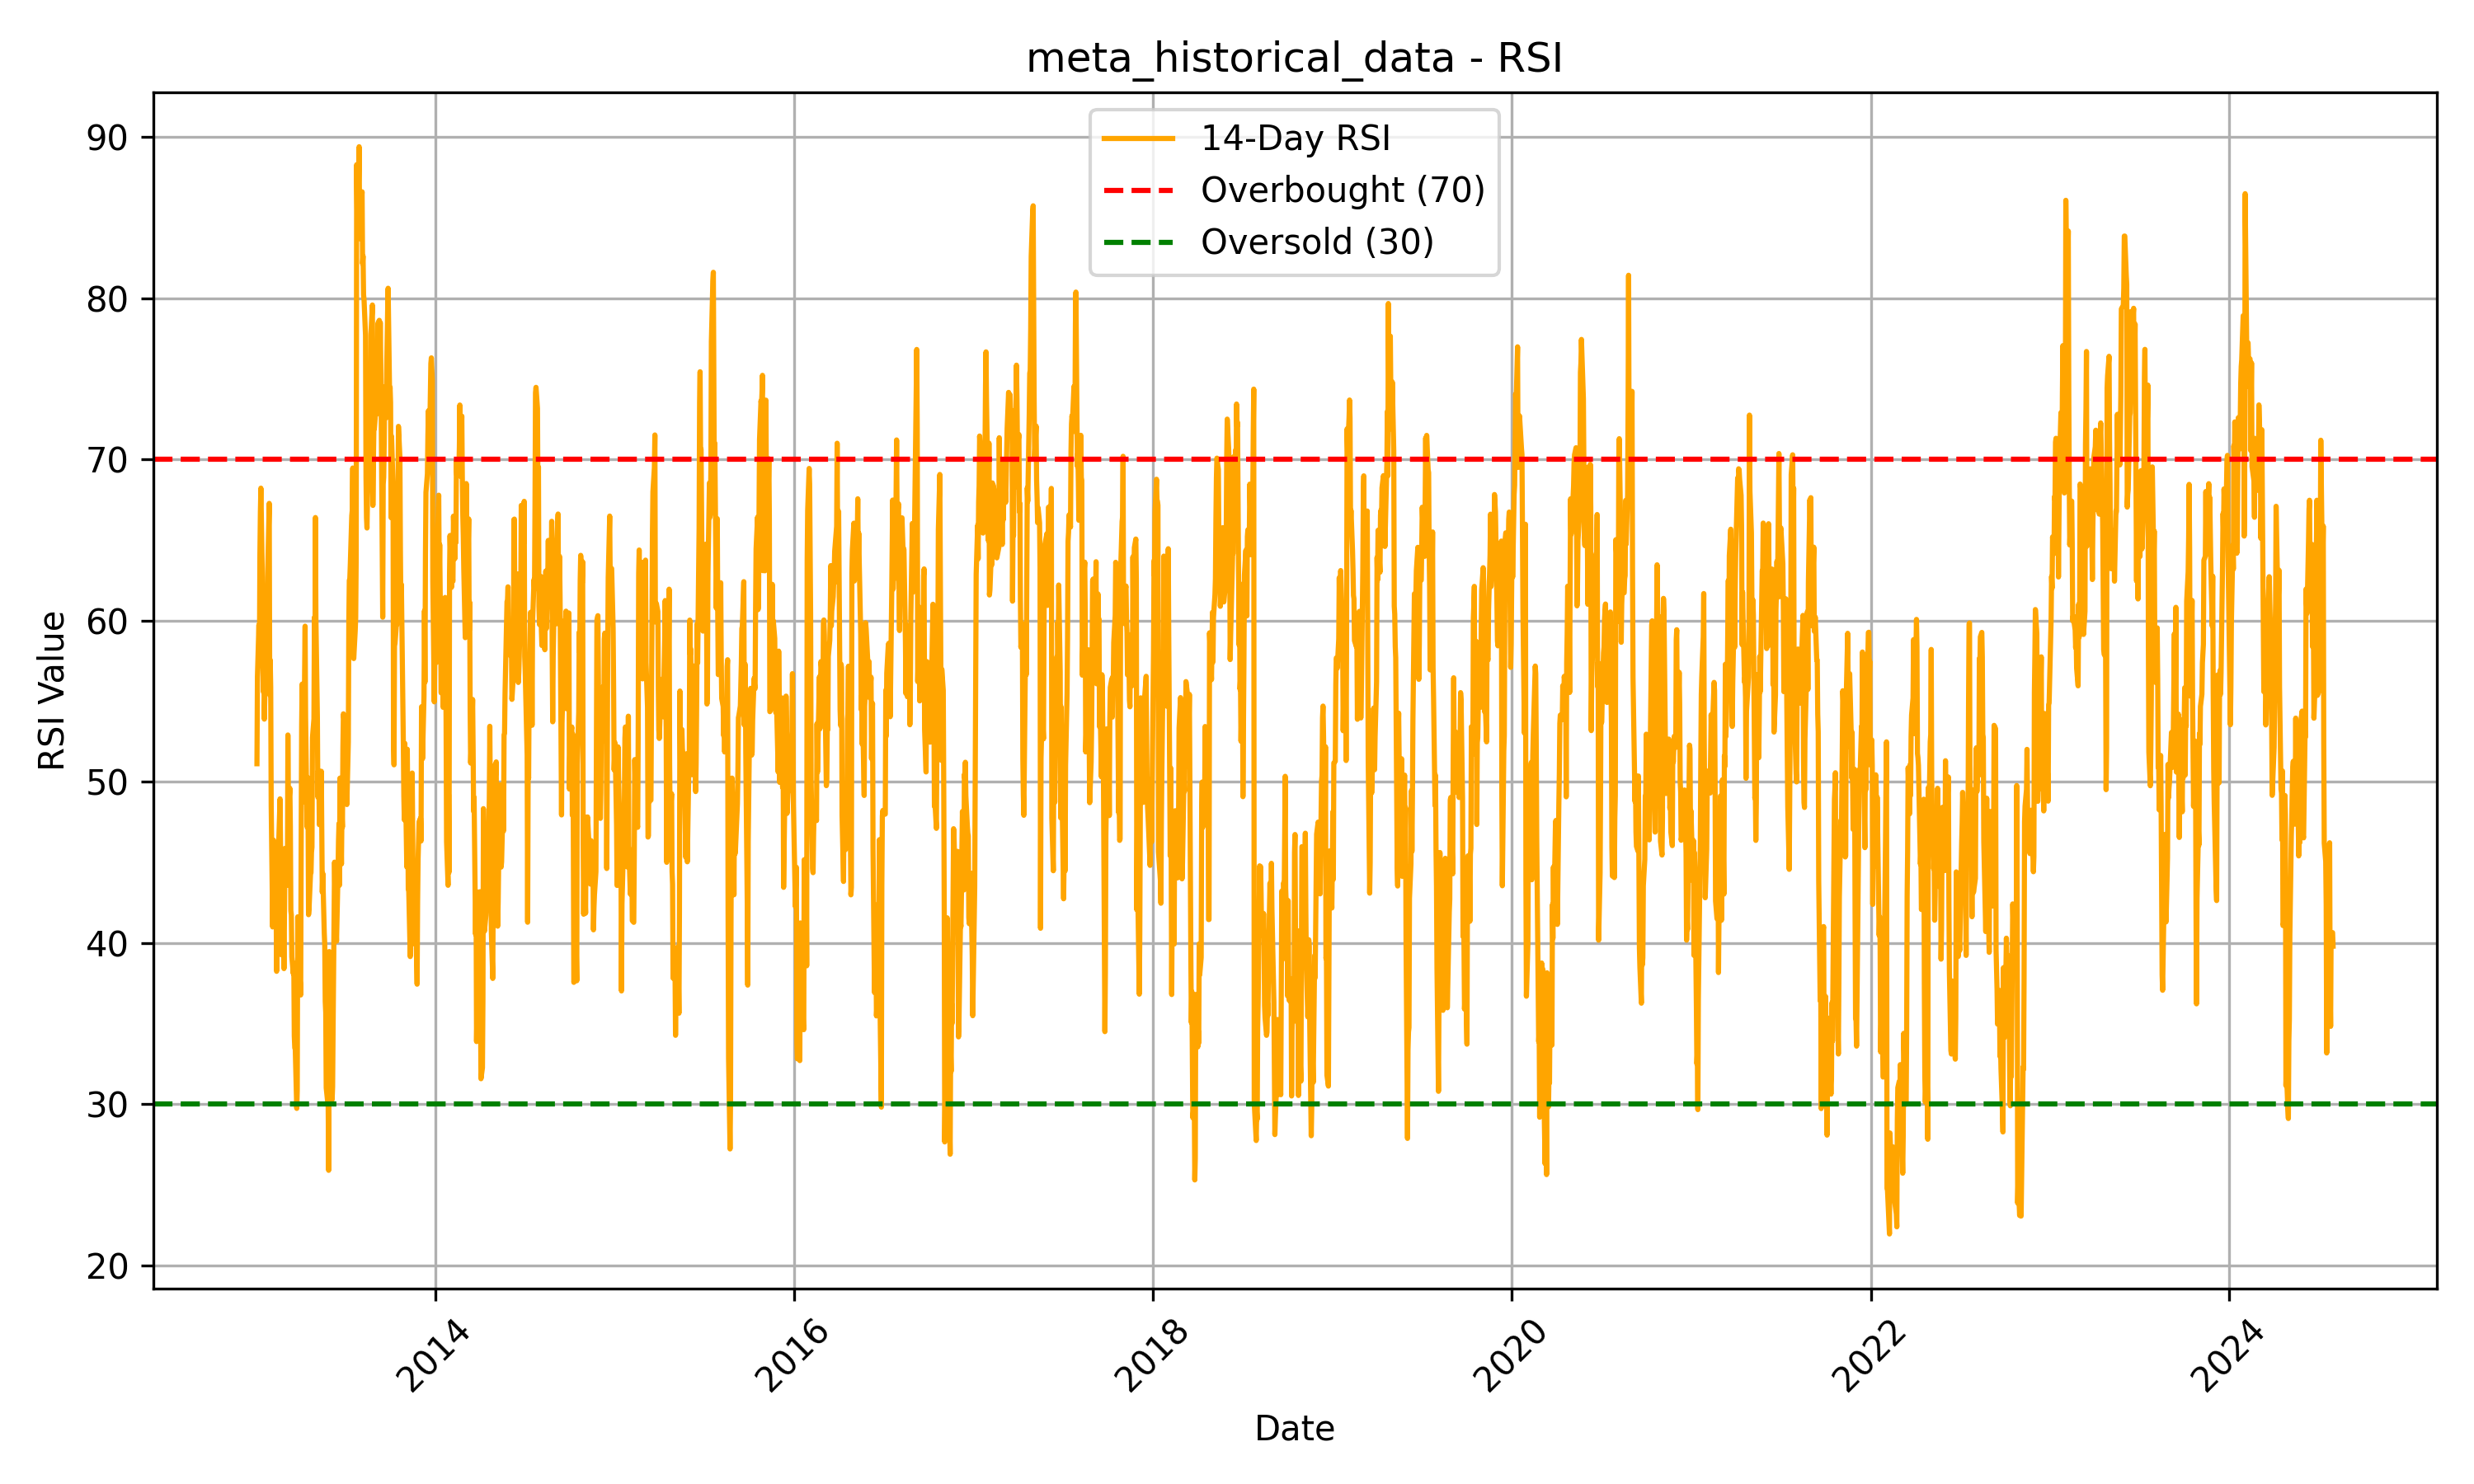 meta_historical_data - RSI
14-Day RSI
Overbought (70)
Oversold (30)
RSI Value
90
80
70
60
50
40
30
20
2014
2016
2018
2020
2022
2024
Date